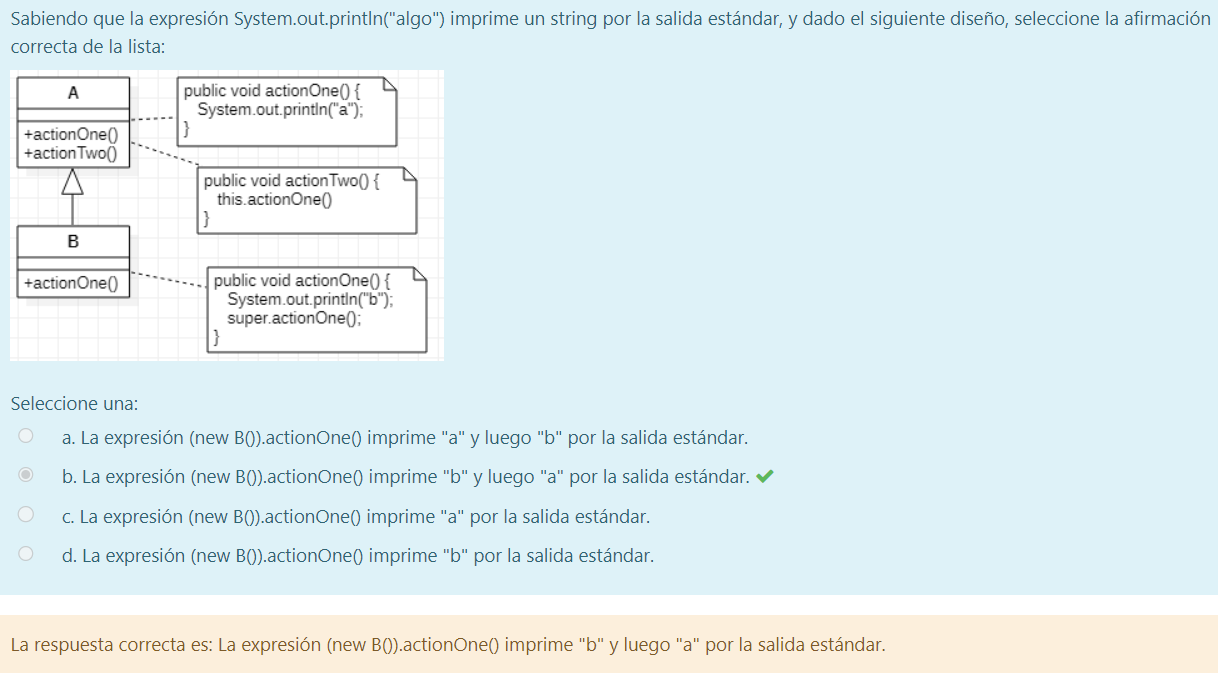 Sabiendo que la expresión System.out.println("algo") imprime un string por la salida estándar, y dado el siguiente diseño, seleccione la afirmación
correcta de la lista:
A
+actionOne()
+actionTwo()
public void actionOne() {
System.out.println("a");
}
public void actionTwo() {
this.actionOne()
}
B
+actionOne()
public void actionOne() {
System.out.println("b");
super.actionOne();
}
Seleccione una:
a. La expresión (new B()).actionOne() imprime "a" y luego "b" por la salida estándar.
b. La expresión (new B()).actionOne() imprime "b" y luego "a" por la salida estándar.
c. La expresión (new B()).actionOne() imprime "a" por la salida estándar.
d. La expresión (new B()).actionOne() imprime "b" por la salida estándar.
La respuesta correcta es: La expresión (new B()).actionOne() imprime "b" y luego "a" por la salida estándar.